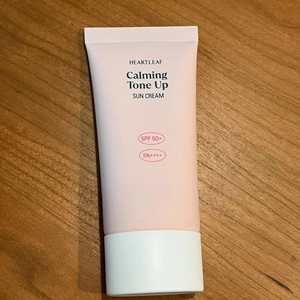 HEARTLEAF
Calming
Tone Up
SUN CREAM
SPF 50+
PA++++